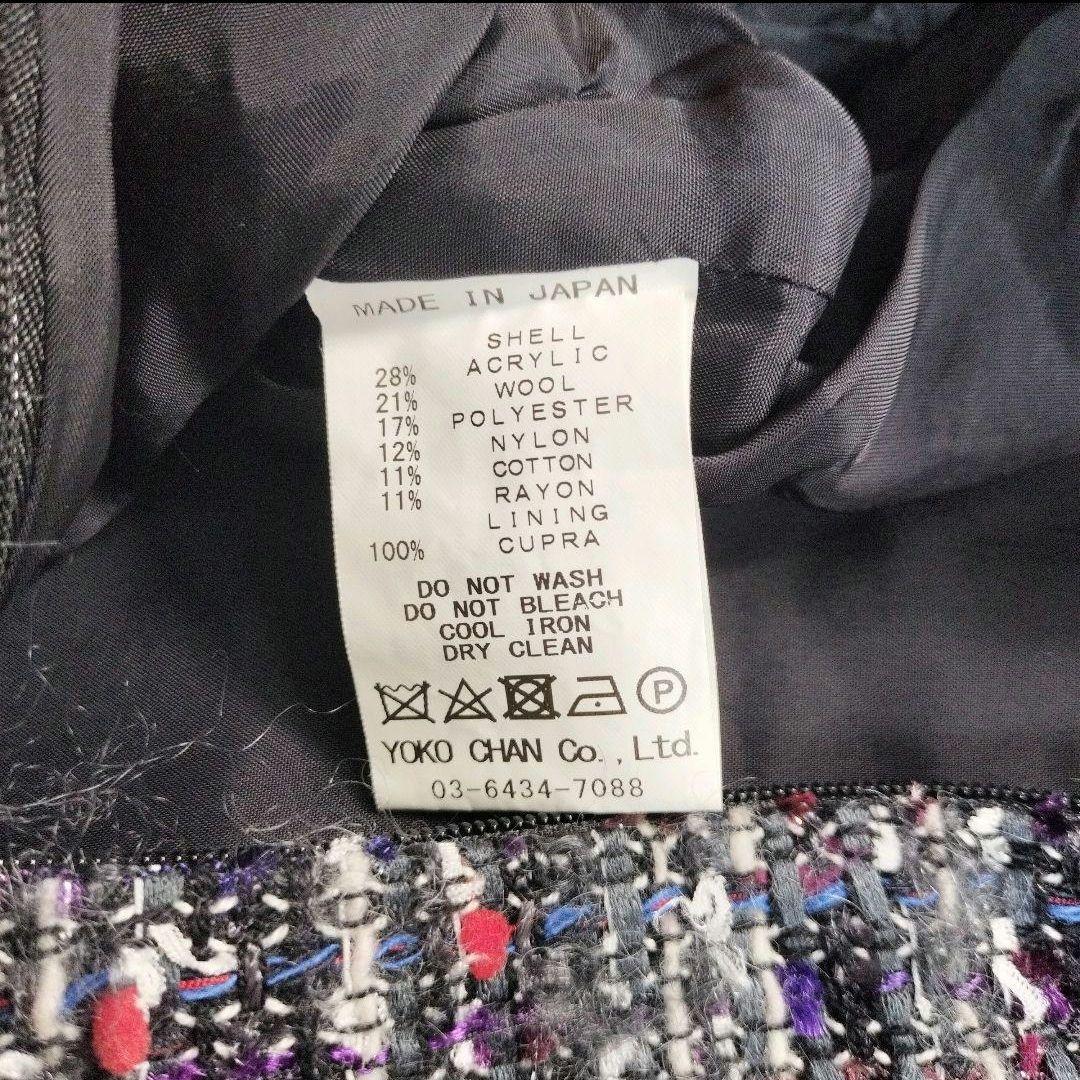 MADE IN JAPAN
SHELL
28% ACRYLIC
21% WOOL
17% POLYESTER
12% NYLON
11% COTTON
11% RAYON
LINING
100% CUPRA
DO NOT WASH
DO NOT BLEACH
COOL IRON
DRY CLEAN
P
YOKO CHAN Co., Ltd.
03-6434-7088